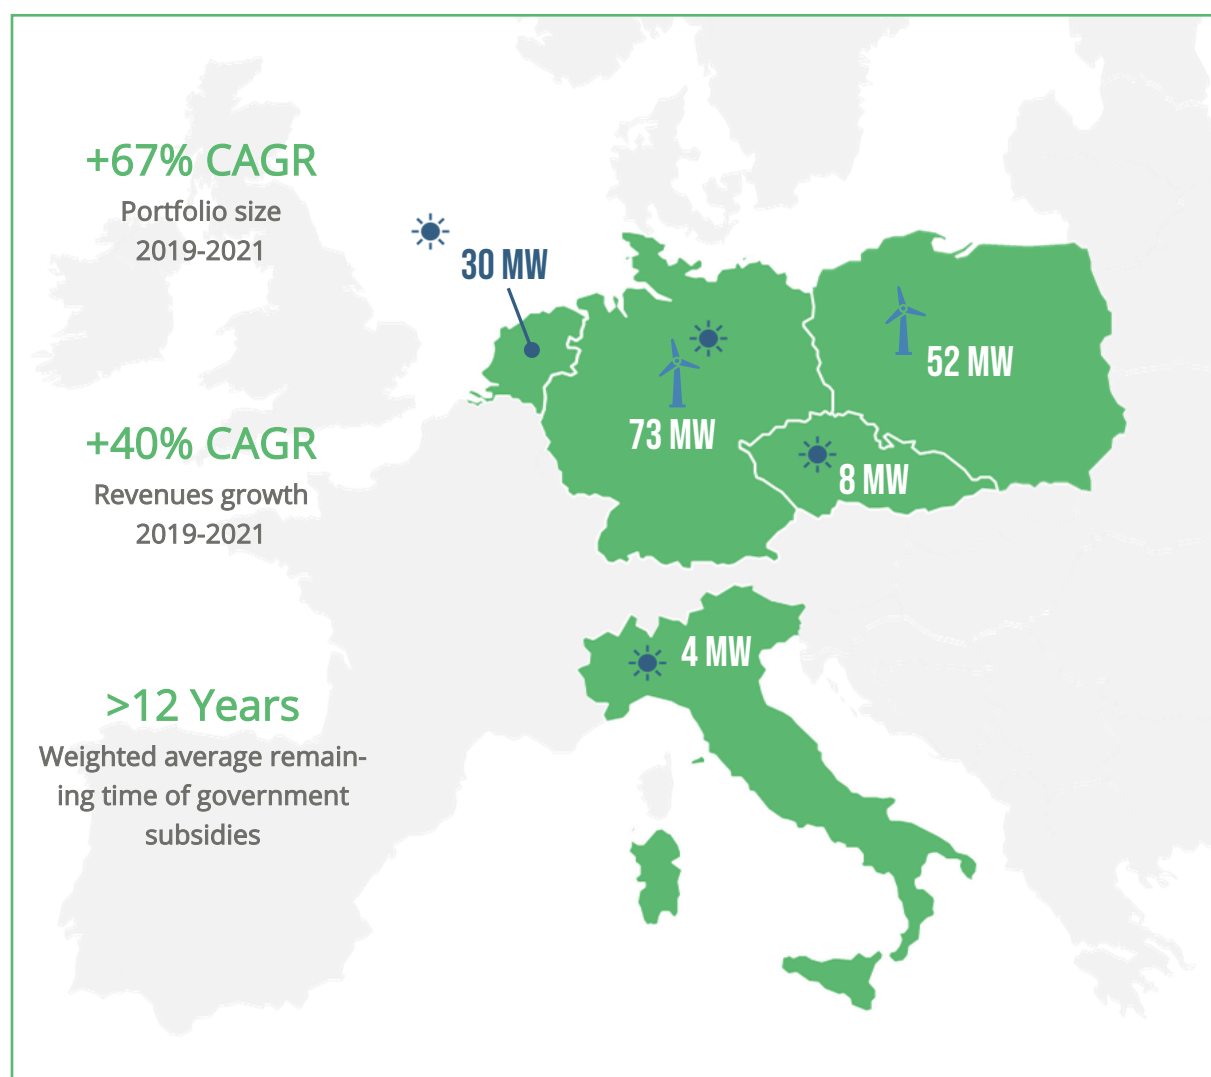 +67% CAGR
Portfolio size
2019-2021
30 MW
52 MW
73 MW
8 MW
+40% CAGR
Revenues growth
2019-2021
4 MW
>12 Years
Weighted average remain-
ing time of government
subsidies